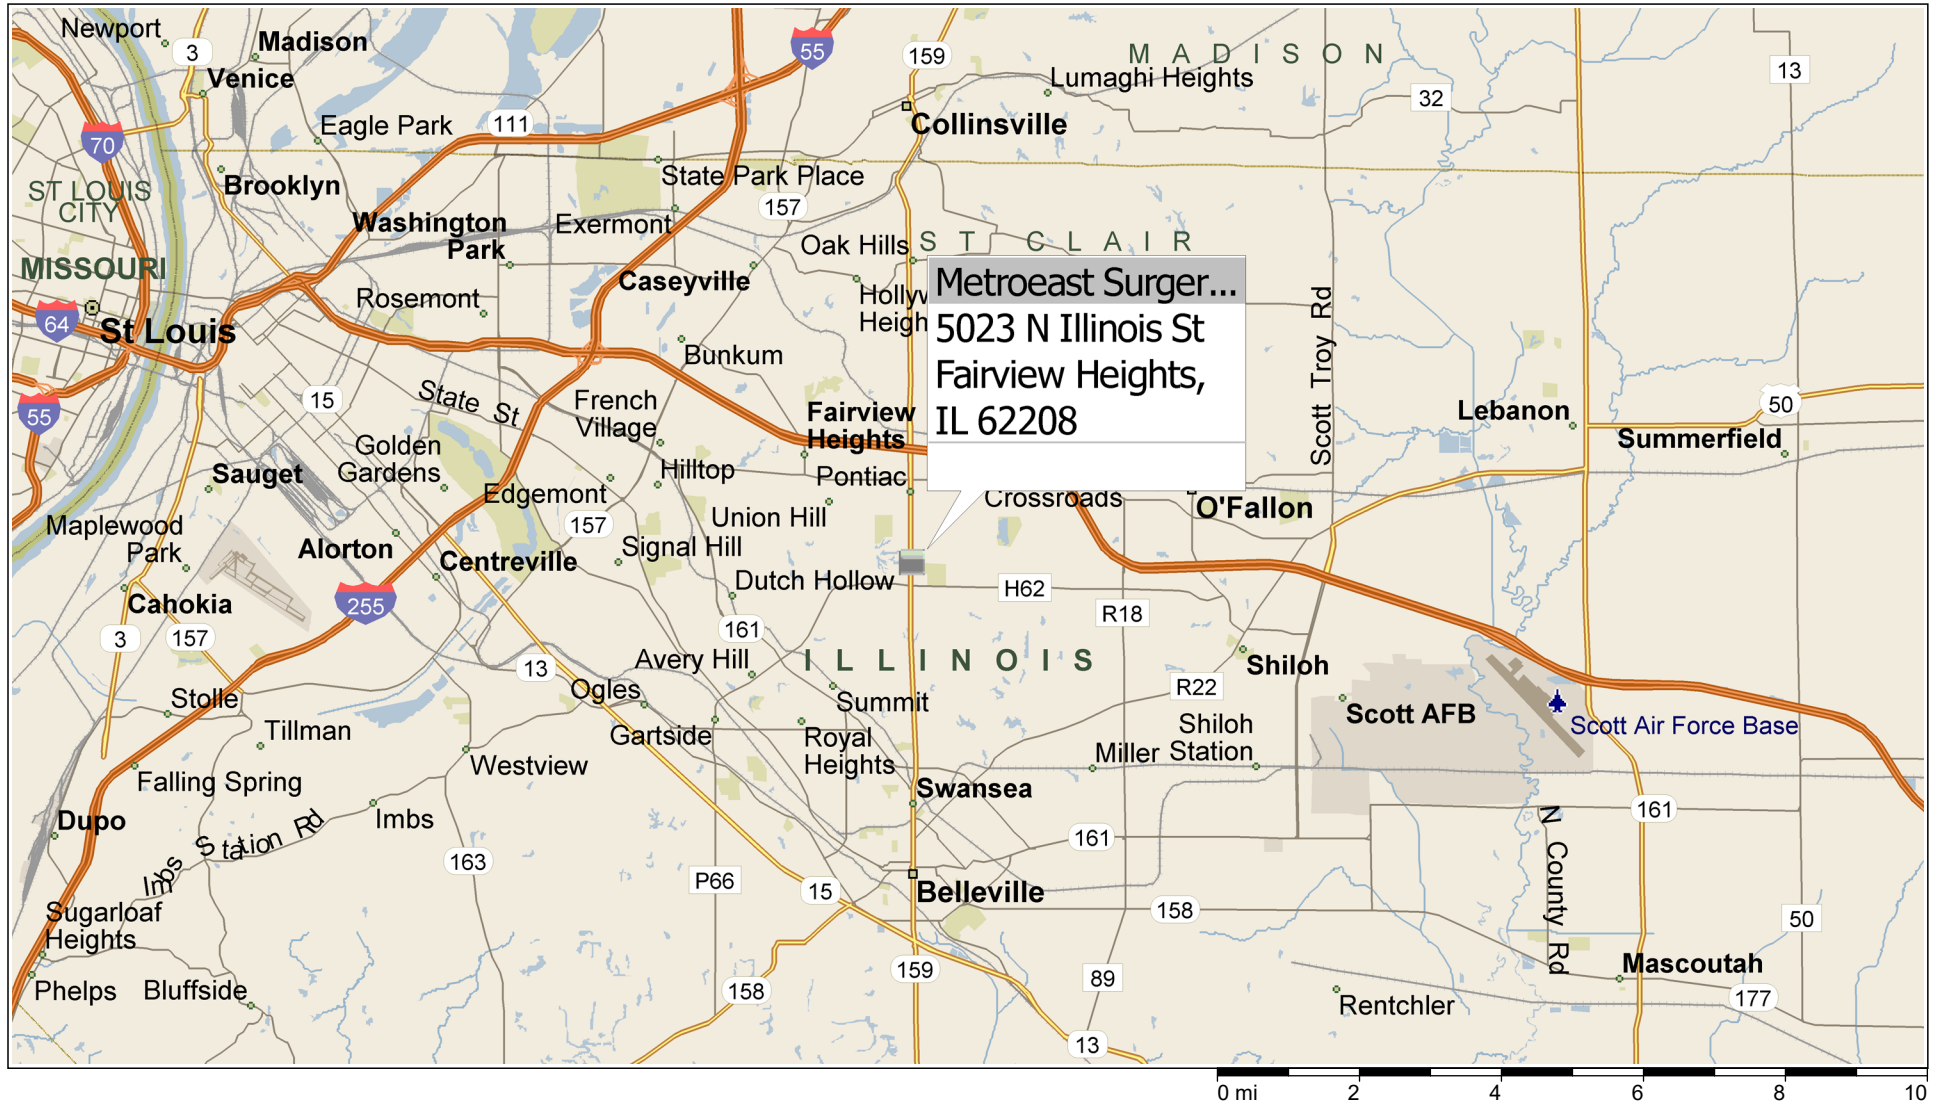 Newport
3
Madison
Venice
55
159
MADISON
Lumaghi Heights
13
32
70
Eagle Park
111
Collinsville
ST LOUIS
CITY
Brooklyn
State Park Place
157
Washington
Park
Exermont
Oak Hills
ST CLAIR
MISSOURI
Caseyville
Rosemont
Hollyw
Heigh
Metroeast Surger...
5023 N Illinois St
Fairview Heights,
IL 62208
Scott Troy Rd
64
St Louis
Bunkum
55
15
State St
French
Village
Fairview
Heights
Lebanon
50
Summerfield
Golden
Gardens
Sauget
Edgemont
Hilltop
Pontiac
Crossroads
O'Fallon
Maplewood
Park
Alorton
157
Union Hill
Centreville
Signal Hill
Dutch Hollow
H62
R18
Cahokia
255
3
157
161
13
Avery Hill
ILLINOIS
Shiloh
R22
Stolle
Ogles
Summit
Scott AFB
Scott Air Force Base
Tillman
Gartside
Royal
Heights
Shiloh
Station
Miller
Westview
Falling Spring
Swansea
Dupo
Imbs
Imbs Station Rd
161
161
N County Rd
163
P66
15
Belleville
158
50
Sugarloaf
Heights
159
89
Mascoutah
Phelps
Bluffside
158
Rentchler
177
13
0 mi
2
4
6
8
10